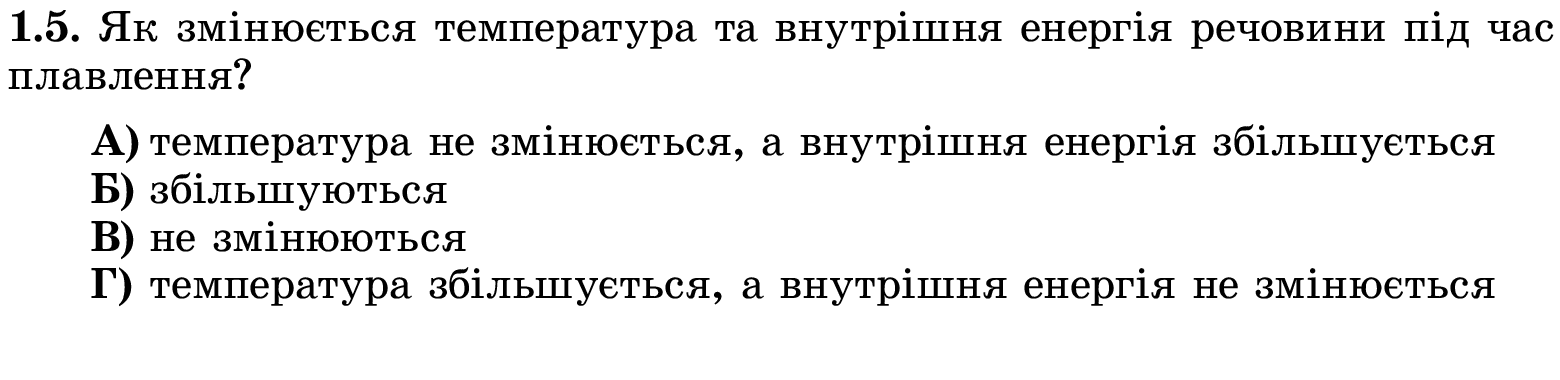 1.5. Як змінюється температура та внутрішня енергія речовини під час
плавлення?
А) температура не змінюється, а внутрішня енергія збільшується
Б) збільшуються
В) не змінюються
Г) температура збільшується, а внутрішня енергія не змінюється